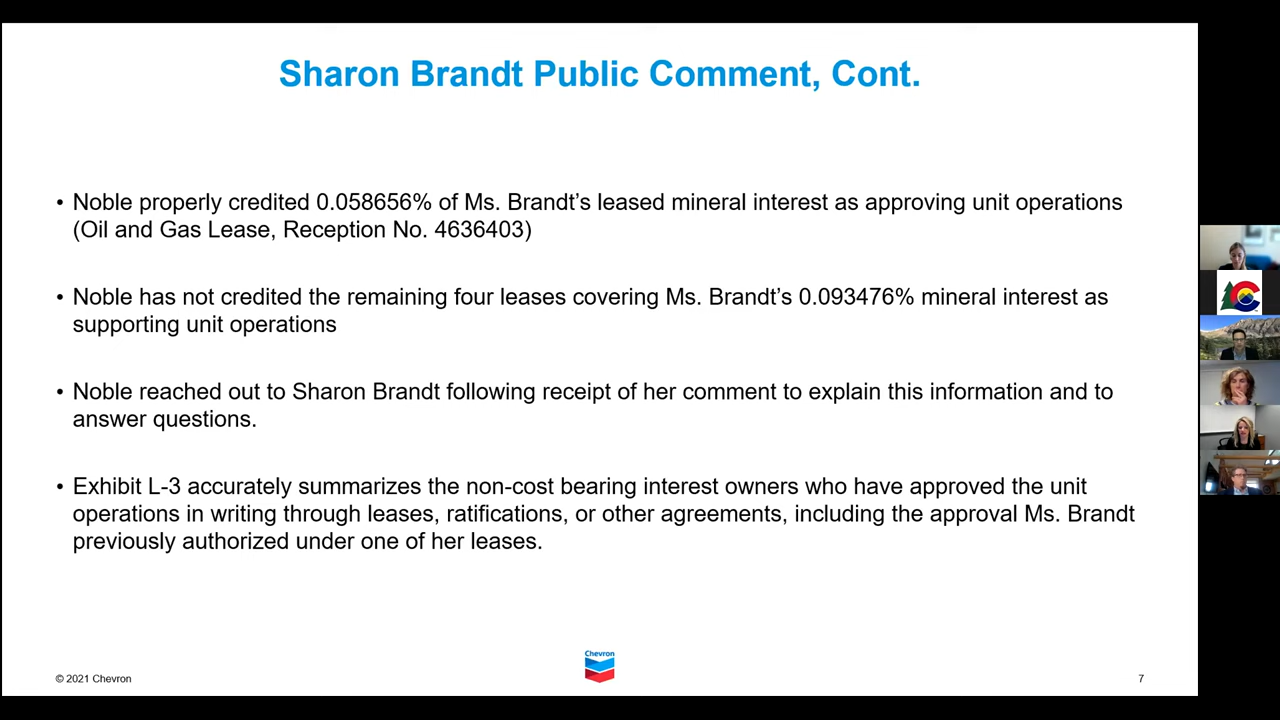 Sharon Brandt Public Comment, Cont.
• Noble properly credited 0.058656% of Ms. Brandt’s leased mineral interest as approving unit operations
(Oil and Gas Lease, Reception No. 4636403)
• Noble has not credited the remaining four leases covering Ms. Brandt’s 0.093476% mineral interest as
supporting unit operations
• Noble reached out to Sharon Brandt following receipt of her comment to explain this information and to
answer questions.
• Exhibit L-3 accurately summarizes the non-cost bearing interest owners who have approved the unit
operations in writing through leases, ratifications, or other agreements, including the approval Ms. Brandt
previously authorized under one of her leases.
Chevron
© 2021 Chevron
7